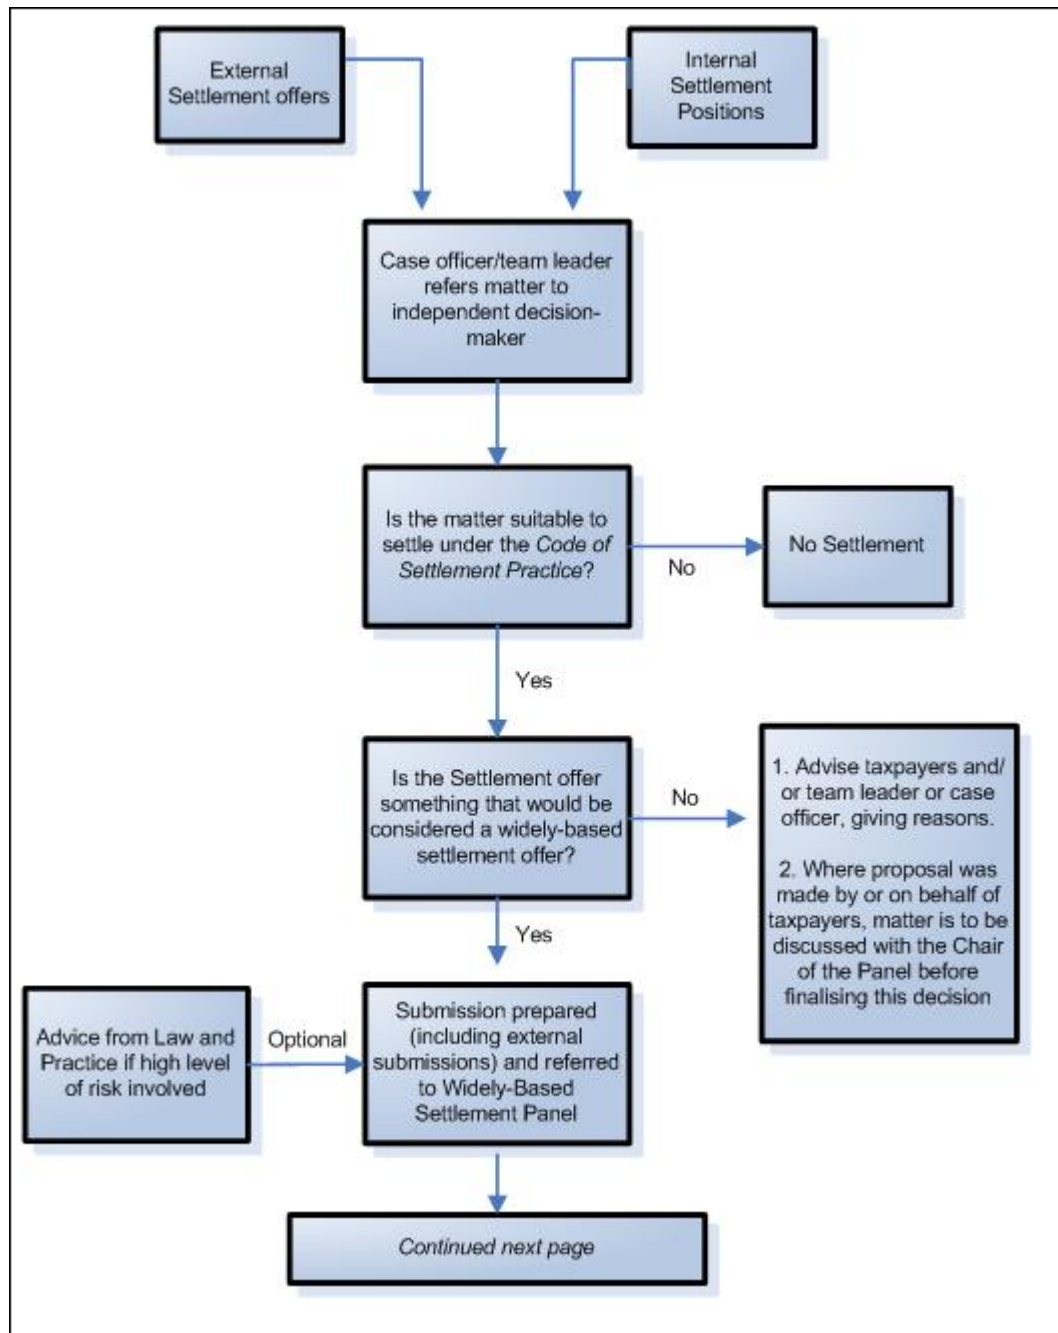 External
Settlement offers
Internal
Settlement
Positions
Case officer/team leader
refers matter to
independent decision-
maker
Is the matter suitable to
settle under the Code of
Settlement Practice?
No
No Settlement
Yes
Is the Settlement offer
something that would be
considered a widely-based
settlement offer?
No
1. Advise taxpayers and/
or team leader or case
officer, giving reasons.
2. Where proposal was
made by or on behalf of
taxpayers, matter is to be
discussed with the Chair
of the Panel before
finalising this decision
Yes
Advice from Law and
Practice if high level
of risk involved
Optional
Submission prepared
(including external
submissions) and referred
to Widely-Based
Settlement Panel
Continued next page